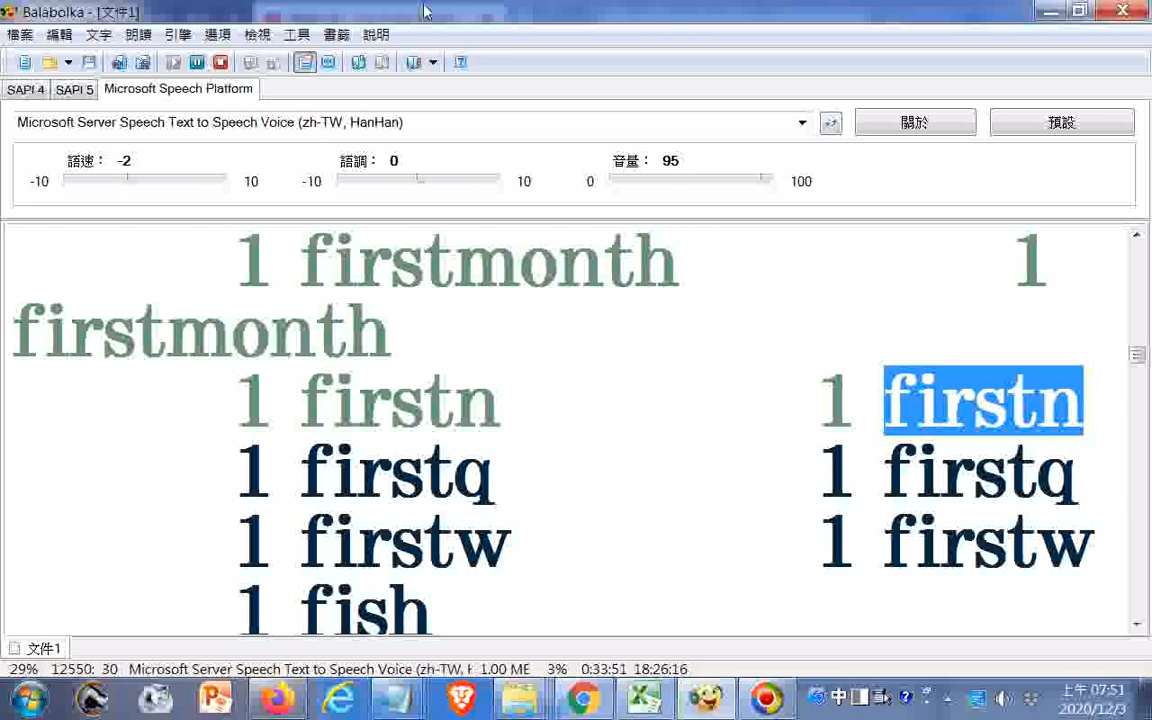 Balabolka - [文件1]
檔案 編輯 文字 朗讀 引擎 選項 檢視 工具 書籤 說明
SAPI 4 SAPI 5 Microsoft Speech Platform
Microsoft Server Speech Text to Speech Voice (zh-TW, HanHan) 關於 預設
語速： -2 語調： 0 音量： 95
-10 10 -10 10 0 100
1 firstmonth 1
firstmonth
1 firstn 1 firstn
1 firstq 1 firstq
1 firstw 1 firstw
1 fish
文件1
29% 12550: 30 Microsoft Server Speech Text to Speech Voice (zh-TW, H 1.00 ME 3% 0:33:51 18:26:16
中 上午 07:51
2020/12/3